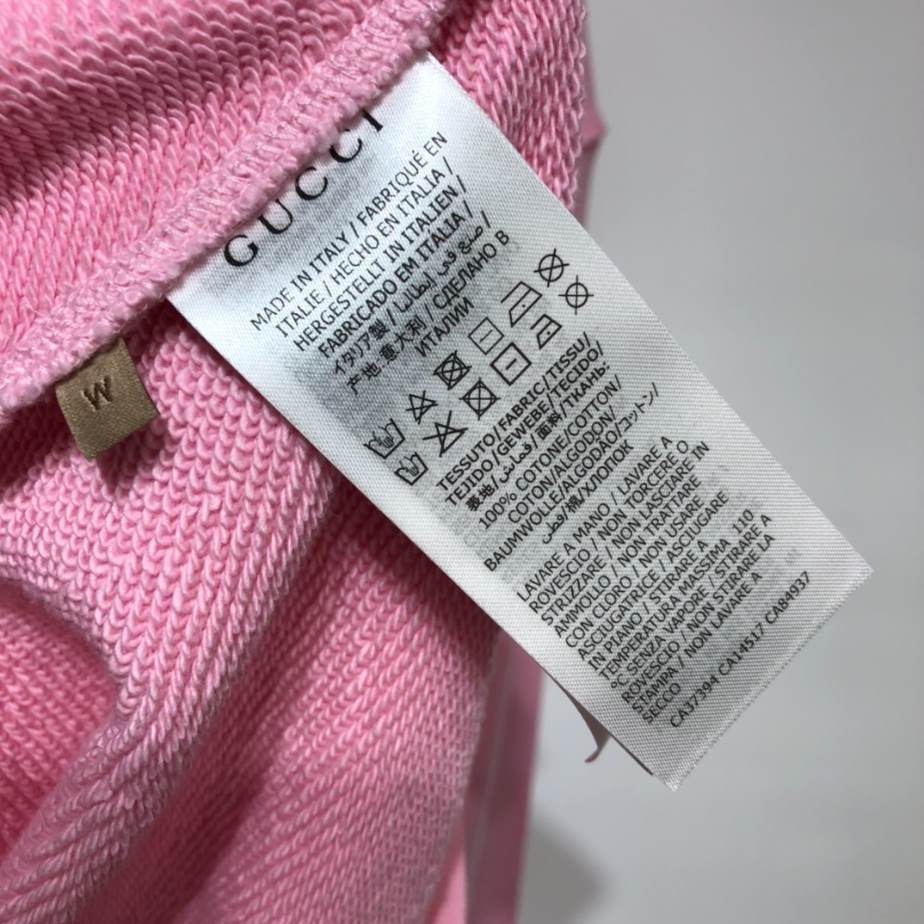 GUCCI
MADE IN ITALY / FABRIQUÉ EN
ITALIE / HECHO EN ITALIA /
HERGESTELLT IN ITALIEN/
FABRICADO EM ITALIA/
صنع في إيطاليا/
イタリア製/
产地:意大利/ СДЕЛАНО В
ИТАЛИИ
TESSUTO/FABRIC/TISSU/
TEJIDO/GEWEBE/TECIDO/
表地/قماش/面料/ТКАНЬ:
100% COTONE/COTTON/
COTON/ALGODON/
BAUMWOLLE/ALGODÃO/コットン/
قطن/棉/ХЛОПОК
LAVARE A MANO / LAVARE A
ROVESCIO / NON TORCERE O
STRIZZARE / NON LASCIARE IN
AMMOLLO / NON TRATTARE
CON CLORO / NON USARE
ASCIUGATRICE / ASCIUGARE
IN PIANO / STIRARE A
TEMPERATURA MASSIMA 110
°C SENZA VAPORE / STIRARE A
ROVESCIO / NON STIRARE LA
STAMPA / NON LAVARE A
SECCO /
CA37394 CA14517 CA84937
M